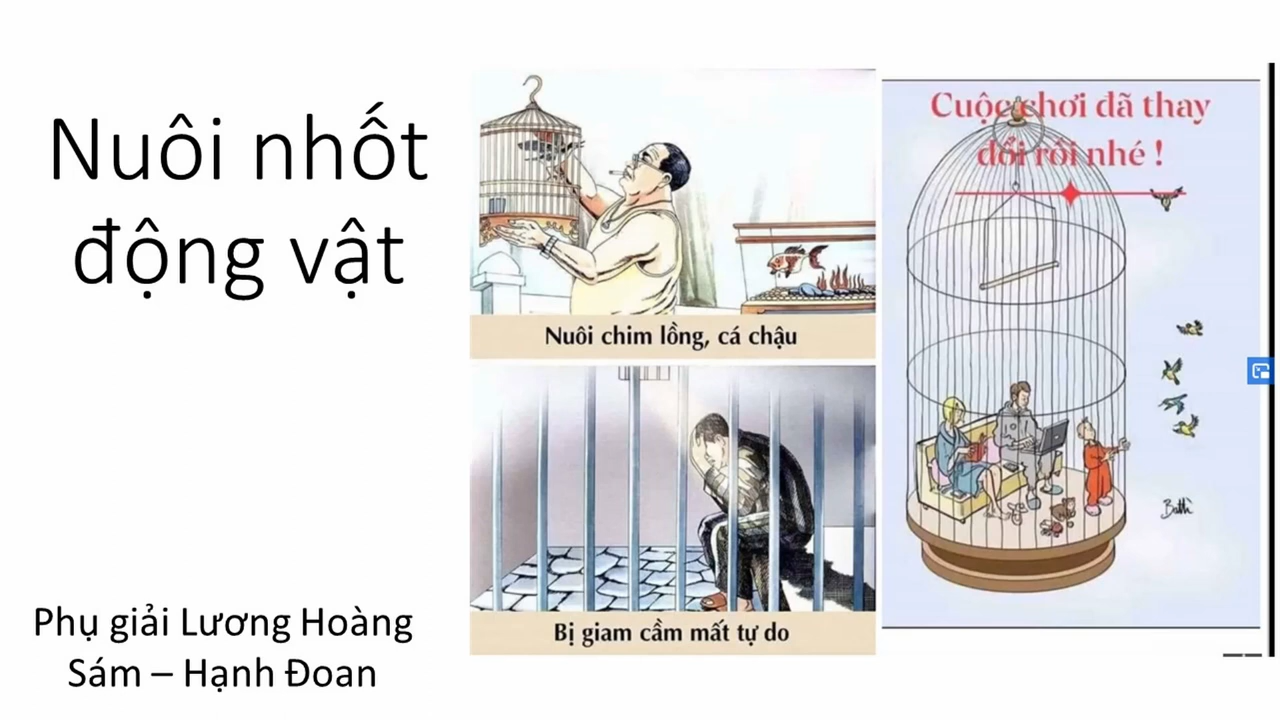 Nuôi nhốt
động vật
Phụ giải Lương Hoàng
Sám – Hạnh Đoan
Nuôi chim lồng, cá chậu
Bị giam cầm mất tự do
Cuộc chơi đã thay
đổi rồi nhé !